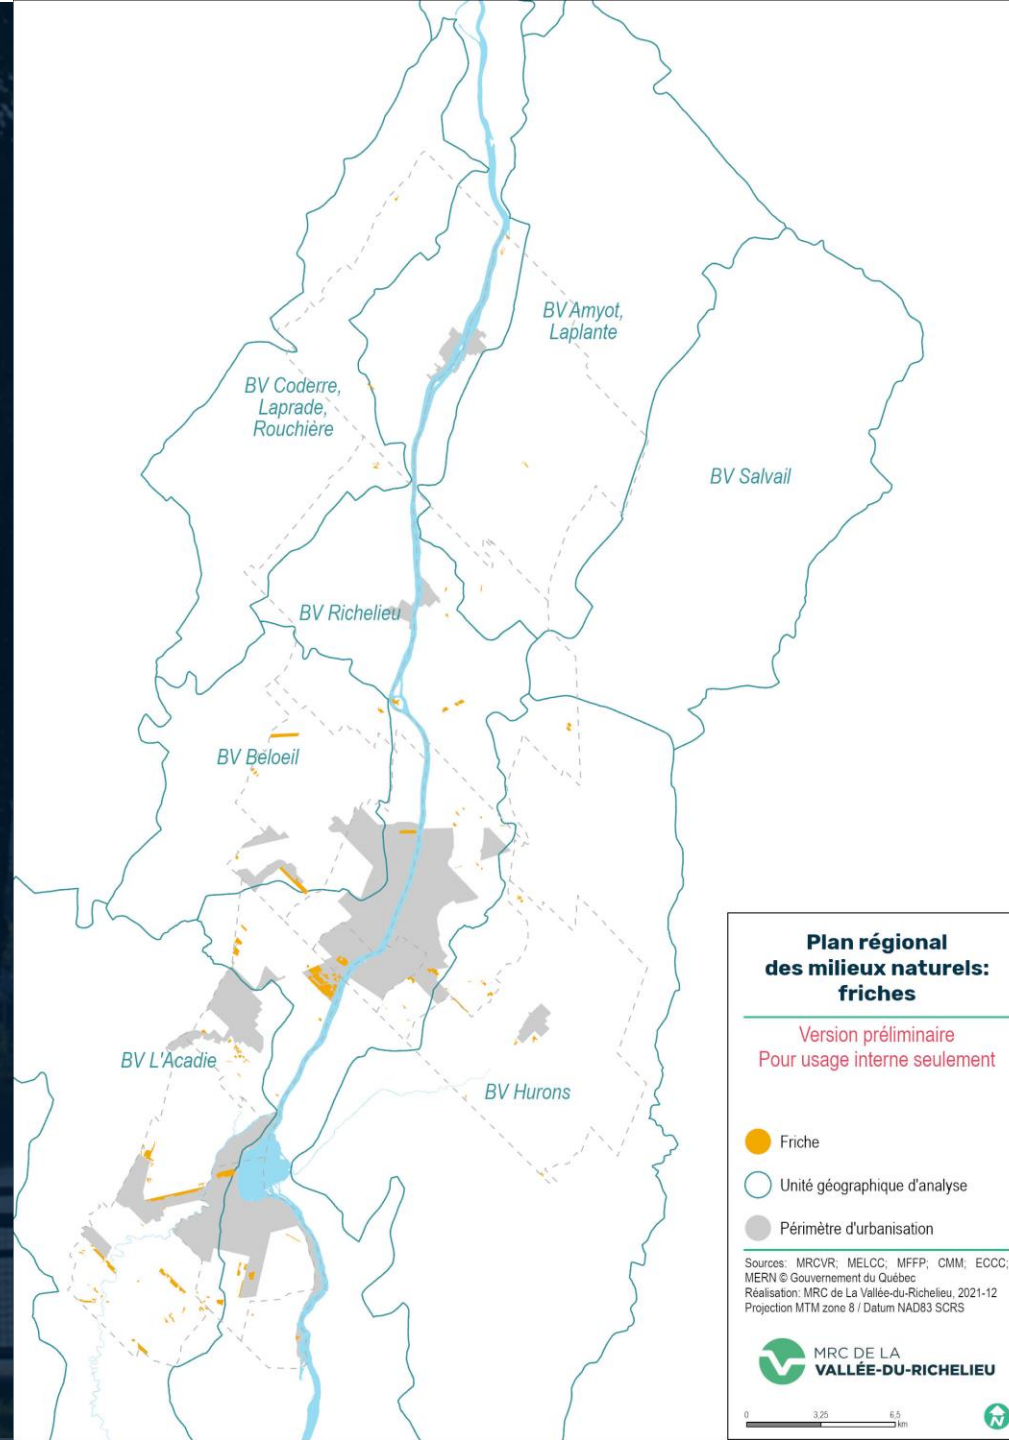 BV Amyot,
Laplante
BV Coderre,
Laprade,
Rouchière
BV Salvail
BV Richelieu
BV Beloeil
BV L'Acadie
BV Hurons
Plan régional
des milieux naturels:
friches
Version préliminaire
Pour usage interne seulement
Friche
Unité géographique d'analyse
Périmètre d'urbanisation
Sources: MRCVR; MELCC; MFFP; CMM; ECCC;
MERN © Gouvernement du Québec
Réalisation: MRC de La Vallée-du-Richelieu, 2021-12
Projection MTM zone 8 / Datum NAD83 SCRS
MRC DE LA
VALLÉE-DU-RICHELIEU
0 3,25 6,5
km
N